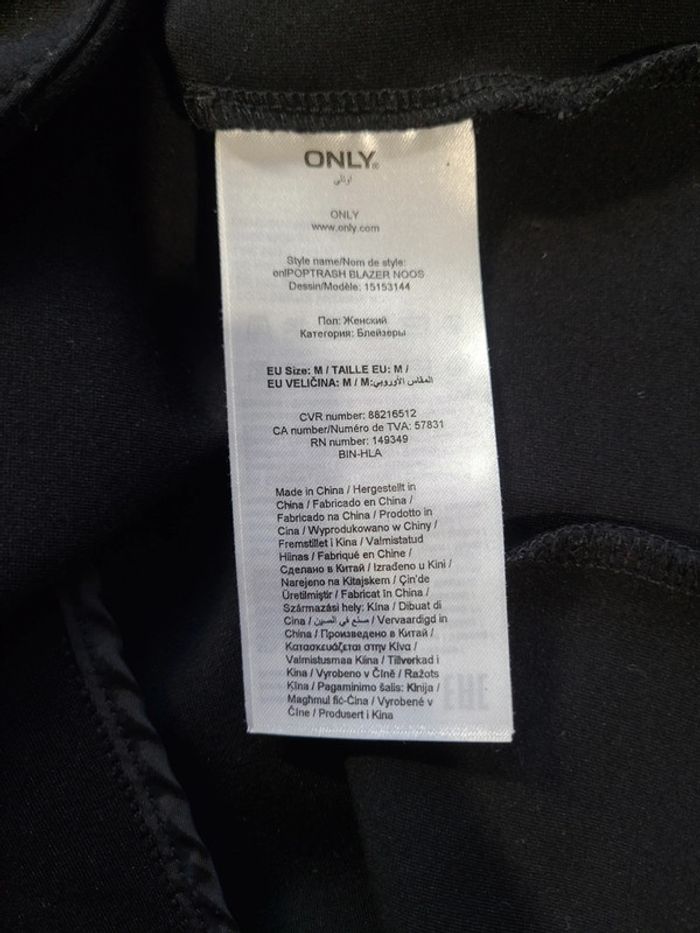 ONLY®
اونلي
ONLY
www.only.com
Style name/Nom de style:
onlPOPTRASH BLAZER NOOS
Dessin/Modèle: 15153144
Пол: Женский
Категория: Блейзеры
EU Size: M / TAILLE EU: M /
EU VELIČINA: M / M:المقاس الأوروبي
CVR number: 88216512
CA number/Numéro de TVA: 57831
RN number: 149349
BIN-HLA
Made in China / Hergestellt in
China / Fabricado en China /
Fabricado na China / Prodotto in
Cina / Wyprodukowano w Chiny /
Fremstillet i Kina / Valmistatud
Hiinas / Fabriqué en Chine /
Сделано в Китай / Izrađeno u Kini /
Narejeno na Kitajskem / Çin'de
Üretilmiştir / Fabricat în China /
Származási hely: Kína / Dibuat di
Cina / صنع في الصين / Vervaardigd in
China / Произведено в Китай /
Κατασκευάζεται στην Κίνα /
Valmistusmaa Kiina / Tillverkad i
Kina / Vyrobeno v Číně / Ražots
Ķīna / Pagaminimo šalis: Kinija /
Magħmul fiċ-Ċina / Vyrobené v
Číne / Produsert i Kina